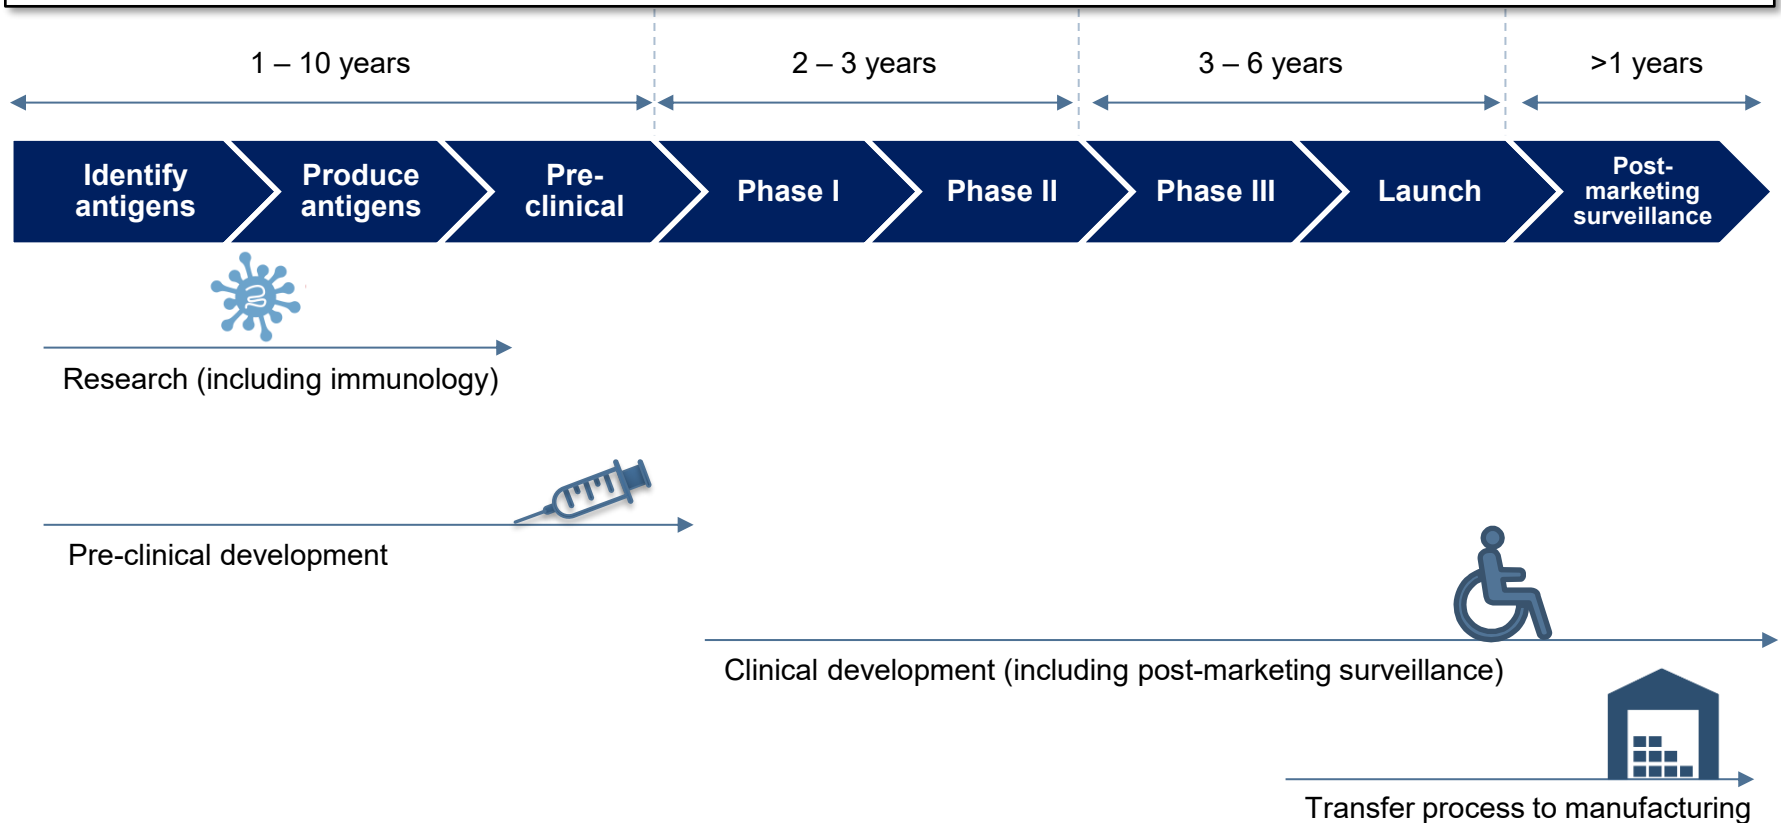 1 – 10 years
2 – 3 years
3 – 6 years
>1 years
Identify
antigens
Produce
antigens
Pre-
clinical
Phase I
Phase II
Phase III
Launch
Post-
marketing
surveillance
Research (including immunology)
Pre-clinical development
Clinical development (including post-marketing surveillance)
Transfer process to manufacturing